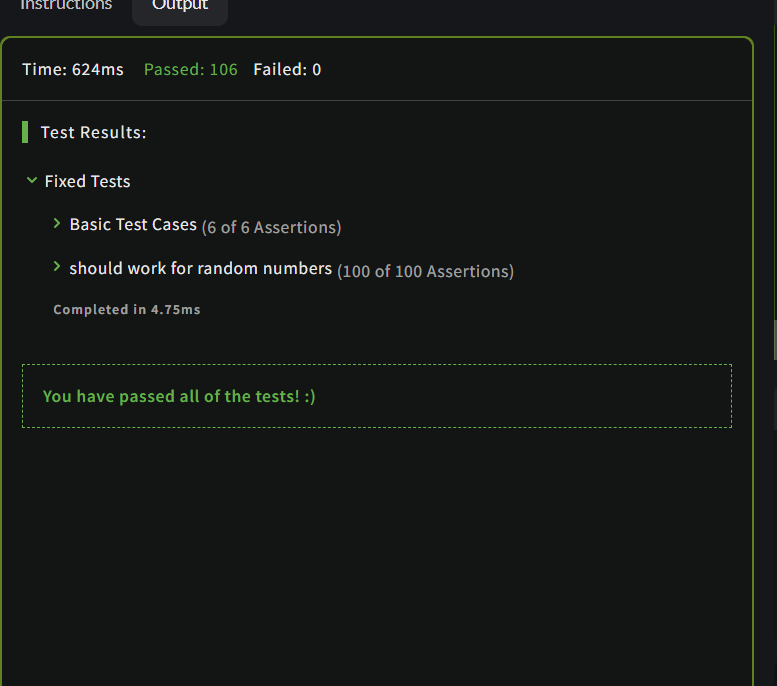 Instructions Output
Time: 624ms Passed: 106 Failed: 0
Test Results:
Fixed Tests
Basic Test Cases (6 of 6 Assertions)
should work for random numbers (100 of 100 Assertions)
Completed in 4.75ms
You have passed all of the tests! :)